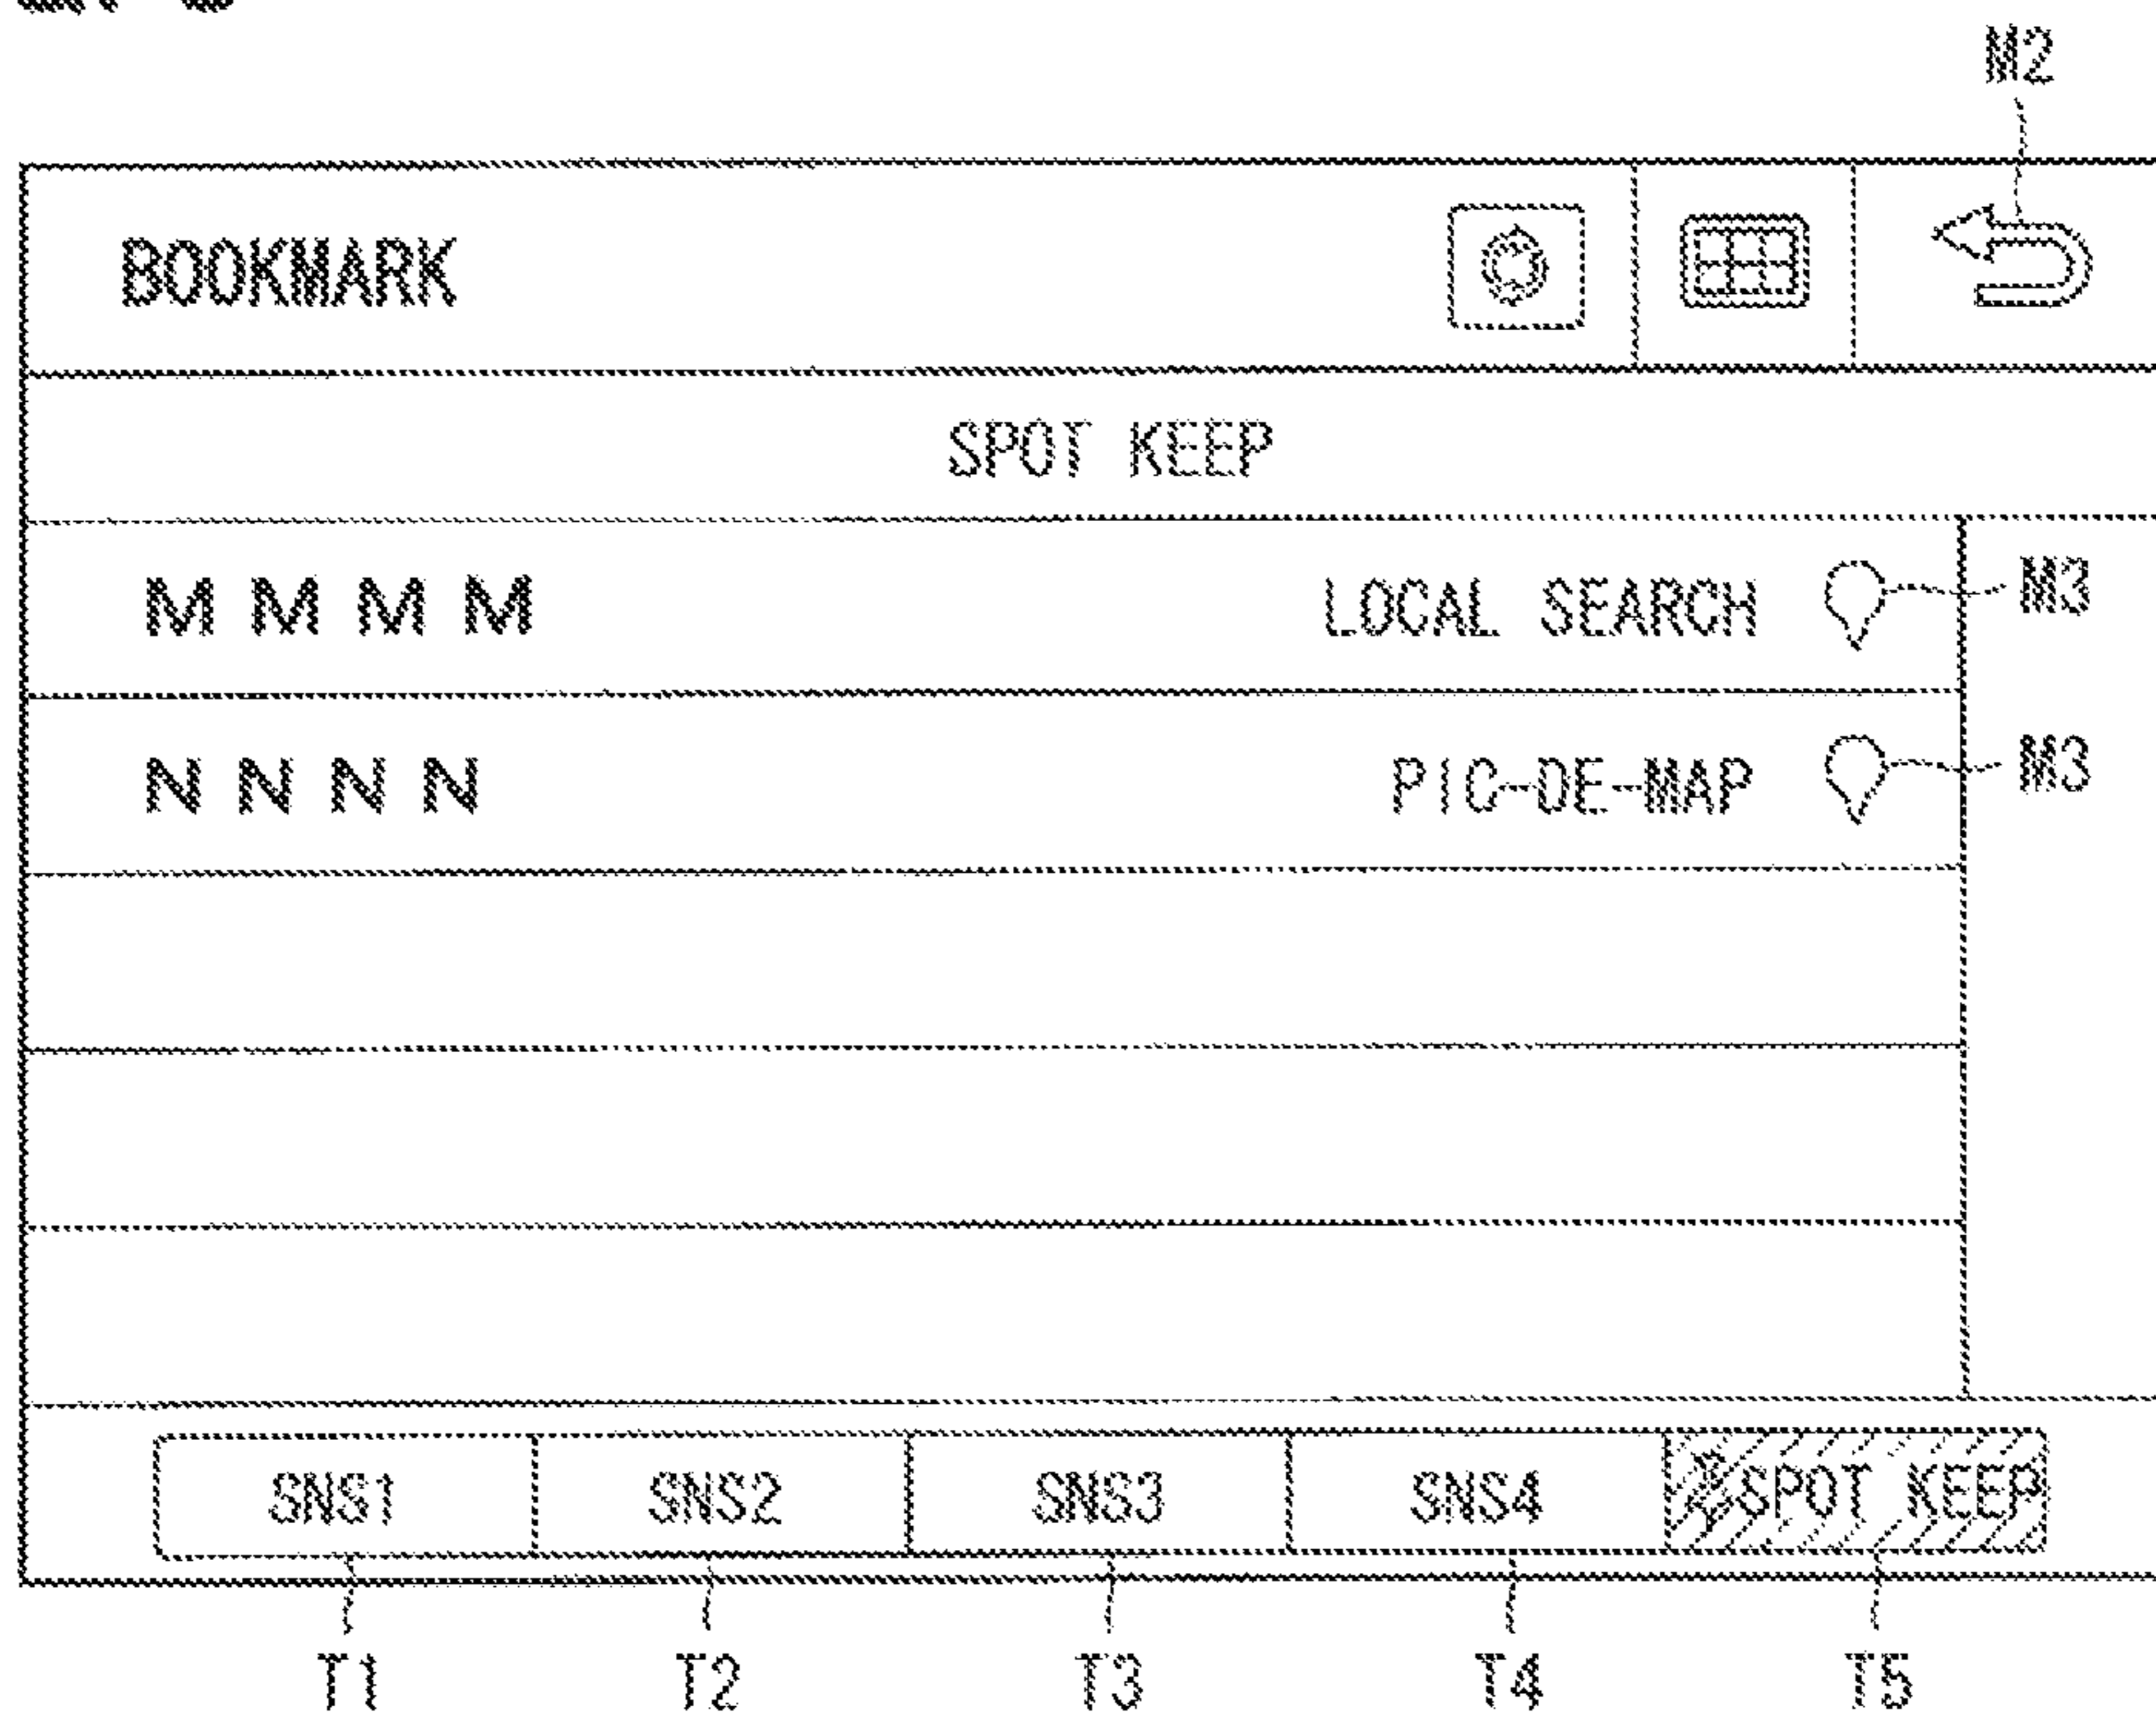 M2
BOOKMARK
SPOT KEEP
M M M M LOCAL SEARCH M3
N N N N PIC-DE-MAP M3
SNS1 SNS2 SNS3 SNS4 SPOT KEEP
T1 T2 T3 T4 T5